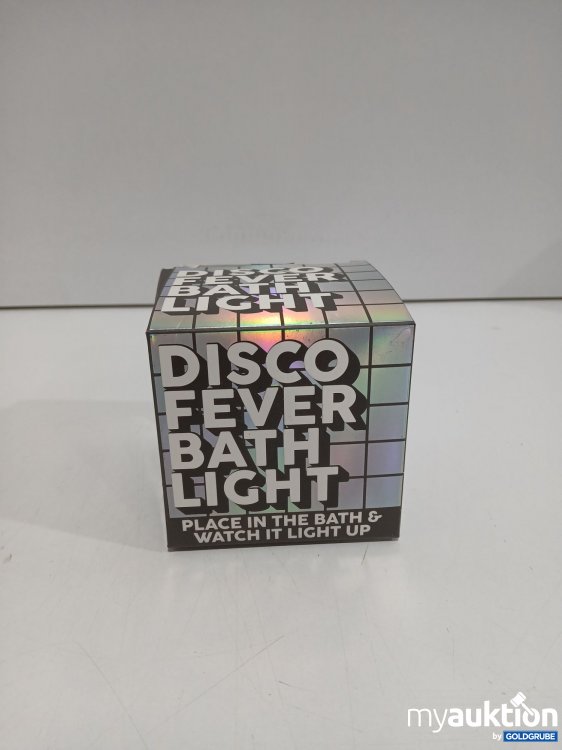 DISCO
FEVER
BATH
LIGHT
DISCO
FEVER
BATH
LIGHT
PLACE IN THE BATH &
WATCH IT LIGHT UP
myauktion
by GOLDGRUBE